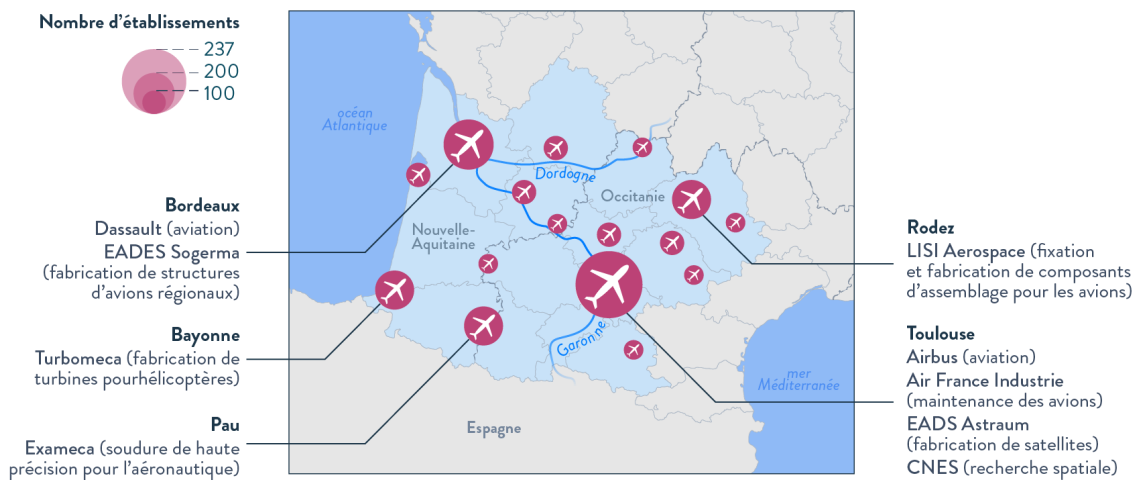 Nombre d'établissements
237
200
100
océan
Atlantique
Dordogne
Occitanie
Nouvelle-
Aquitaine
Garonne
mer
Méditerranée
Espagne
Bordeaux
Dassault (aviation)
EADES Sogerma
(fabrication de structures
d'avions régionaux)
Bayonne
Turbomeca (fabrication de
turbines pourhélicoptères)
Pau
Exameca (soudure de haute
précision pour l'aéronautique)
Rodez
LISI Aerospace (fixation
et fabrication de composants
d'assemblage pour les avions)
Toulouse
Airbus (aviation)
Air France Industrie
(maintenance des avions)
EADS Astraum
(fabrication de satellites)
CNES (recherche spatiale)